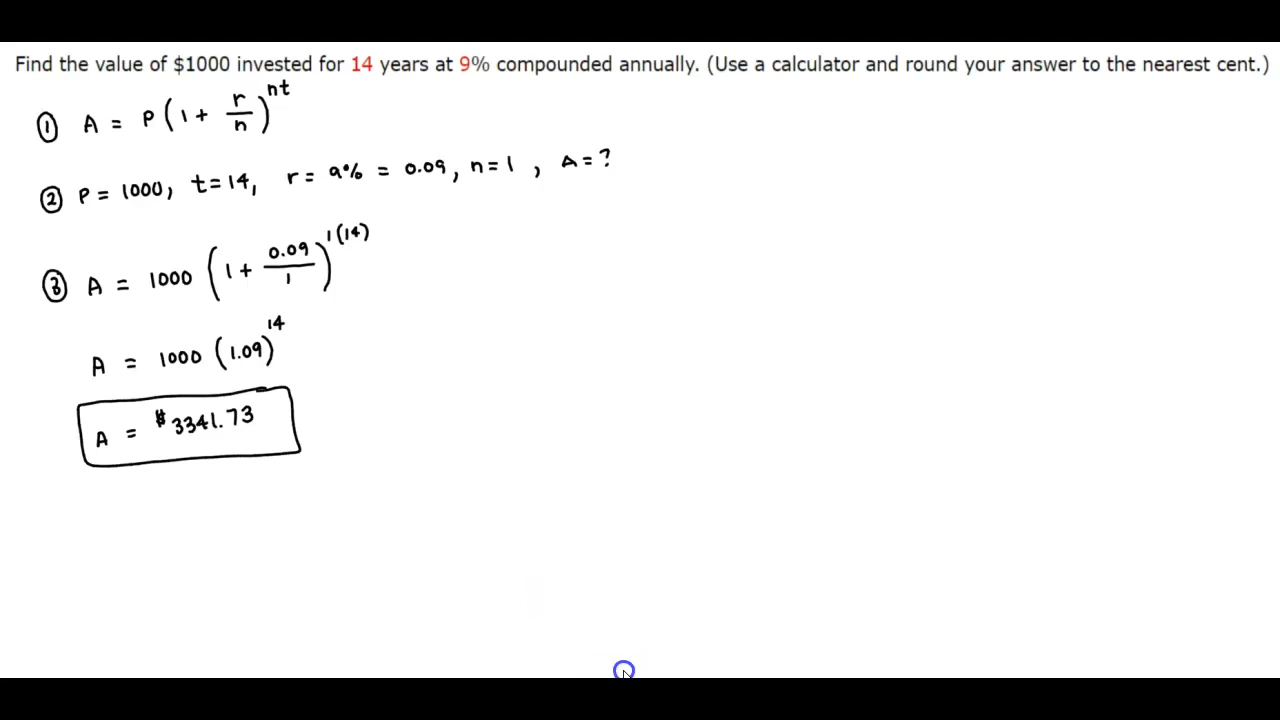 Find the value of $1000 invested for 14 years at 9% compounded annually. (Use a calculator and round your answer to the nearest cent.)
① A = P(1 + r/n)^nt
② P = 1000, t = 14, r = 9% = 0.09, n = 1, A = ?
③ A = 1000 (1 + 0.09/1)^1(14)
A = 1000 (1.09)^14
A = $3341.73